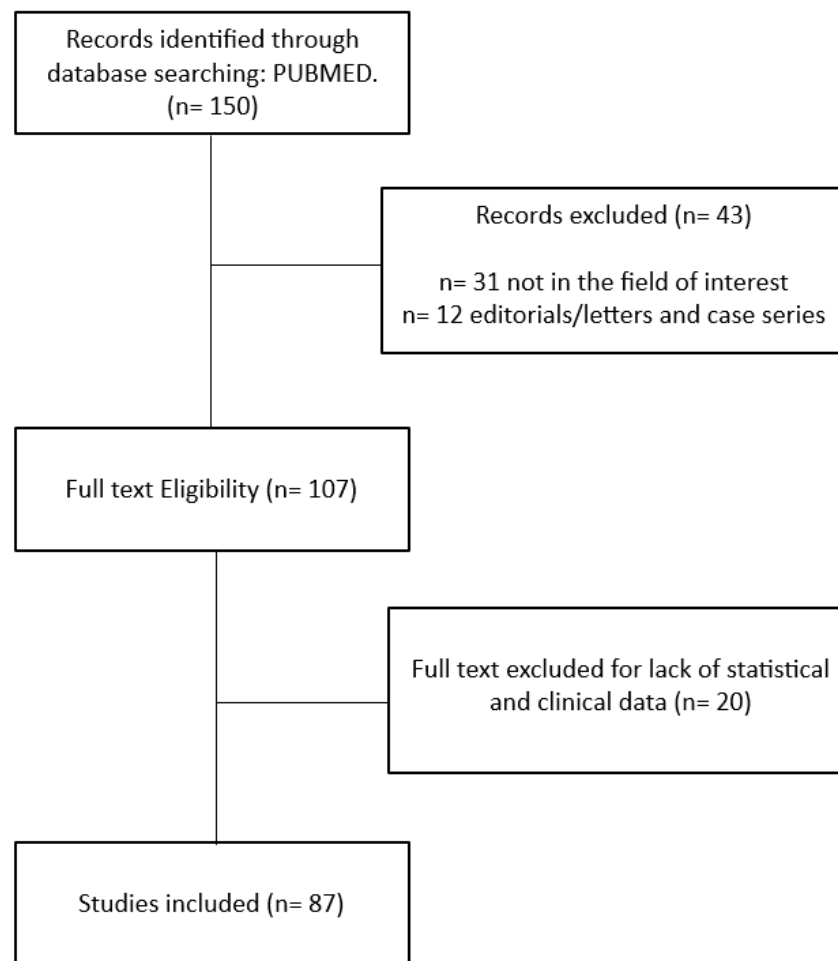 Records identified through
database searching: PUBMED.
(n= 150)
Records excluded (n= 43)
n= 31 not in the field of interest
n= 12 editorials/letters and case series
Full text Eligibility (n= 107)
Full text excluded for lack of statistical
and clinical data (n= 20)
Studies included (n= 87)